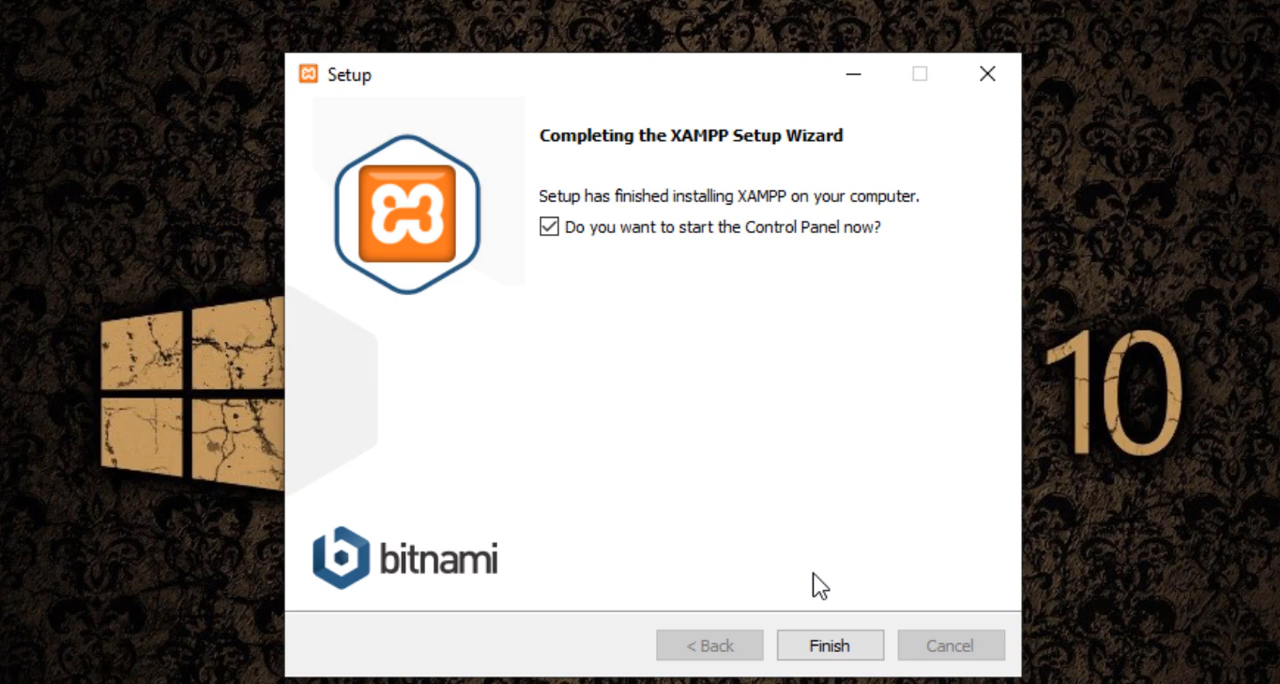 Setup
Completing the XAMPP Setup Wizard
Setup has finished installing XAMPP on your computer.
Do you want to start the Control Panel now?
10
bitnami
< Back
Finish
Cancel